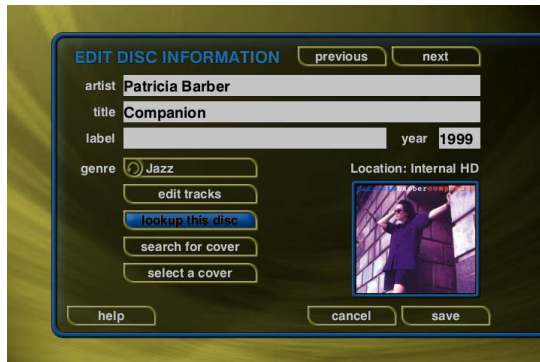 EDIT DISC INFORMATION previous next
artist Patricia Barber
title Companion
label year 1999
genre Jazz Location: Internal HD
edit tracks
patriciabarbercompanion
lookup this disc
search for cover
select a cover
help cancel save